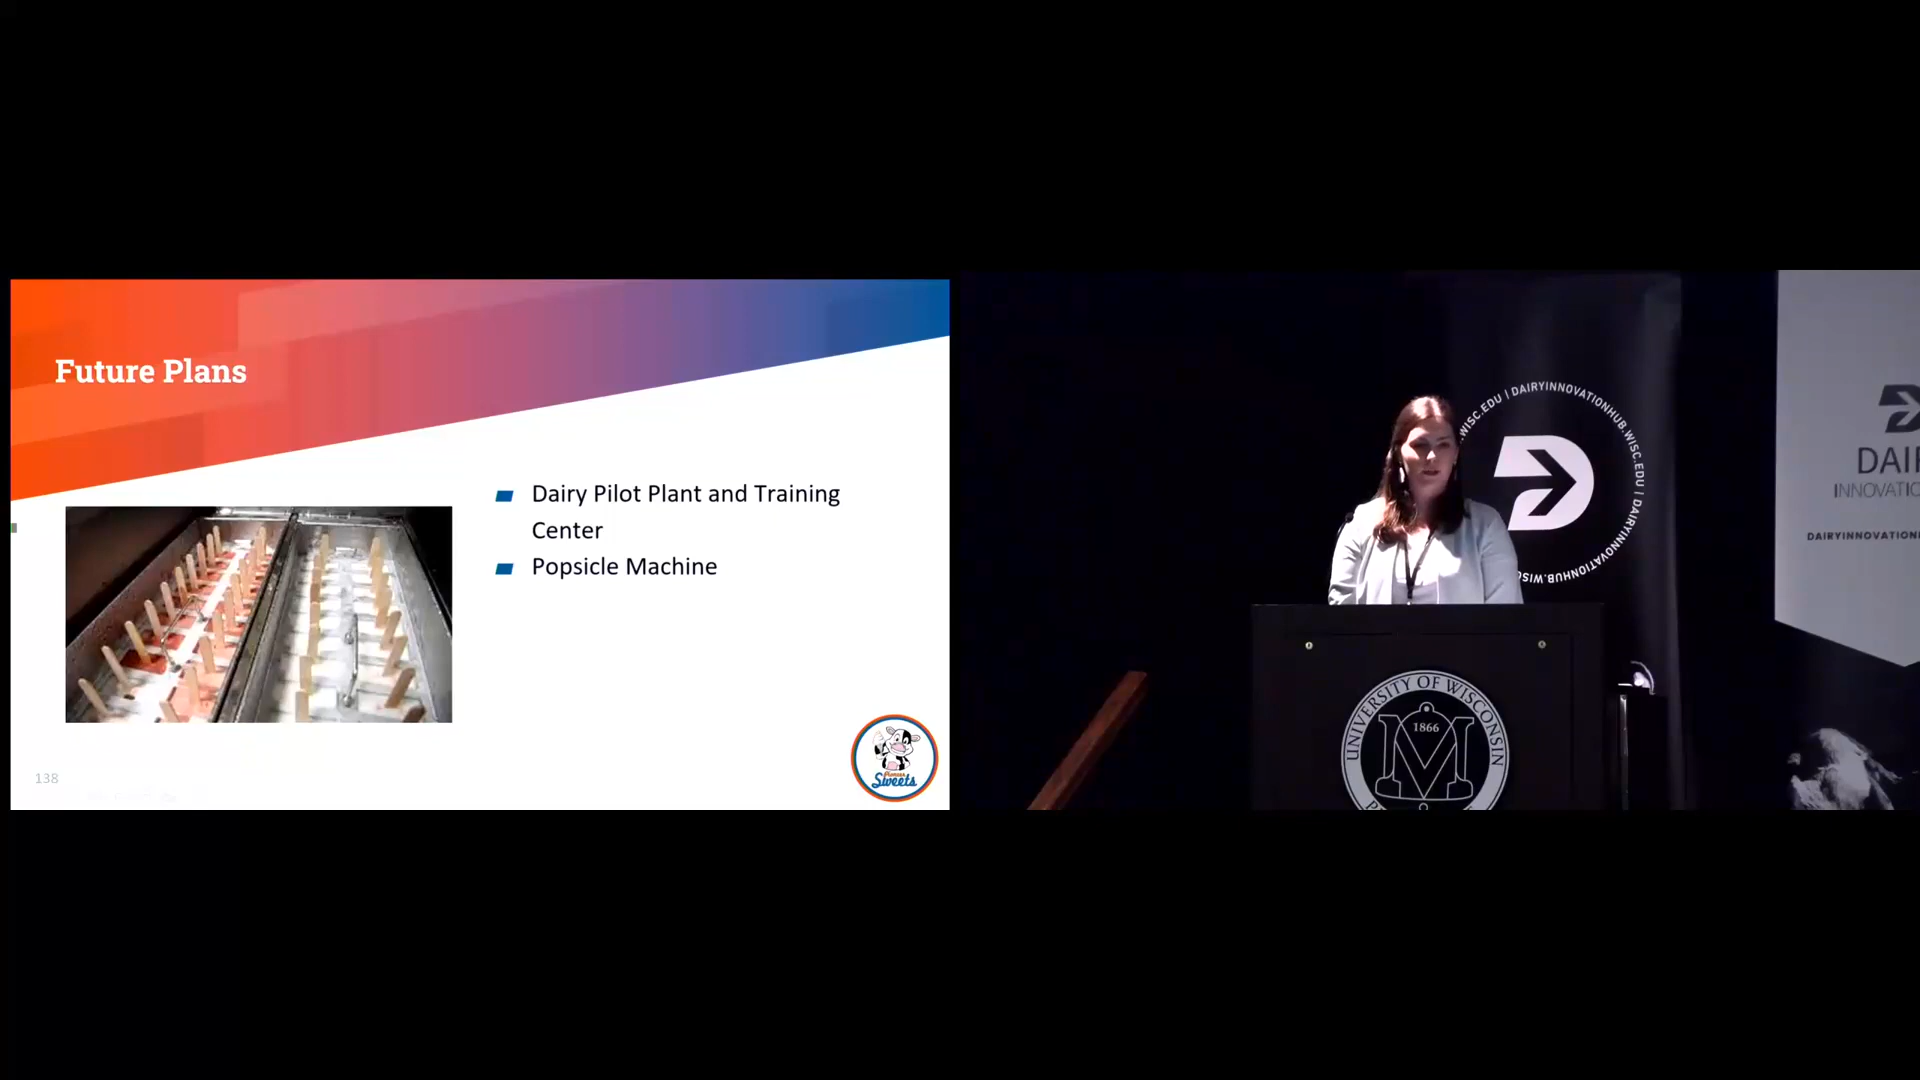 Future Plans
Dairy Pilot Plant and Training
Center
Popsicle Machine
138
Pioneer
Sweets
WISC.EDU | DAIRYINNOVATIONHUB.WISC.EDU | DAIRYINNOVATIONHUB.WISC
DAI
INNOVATIO
DAIRYINNOVATION
UNIVERSITY OF WISCONSIN
1866
M